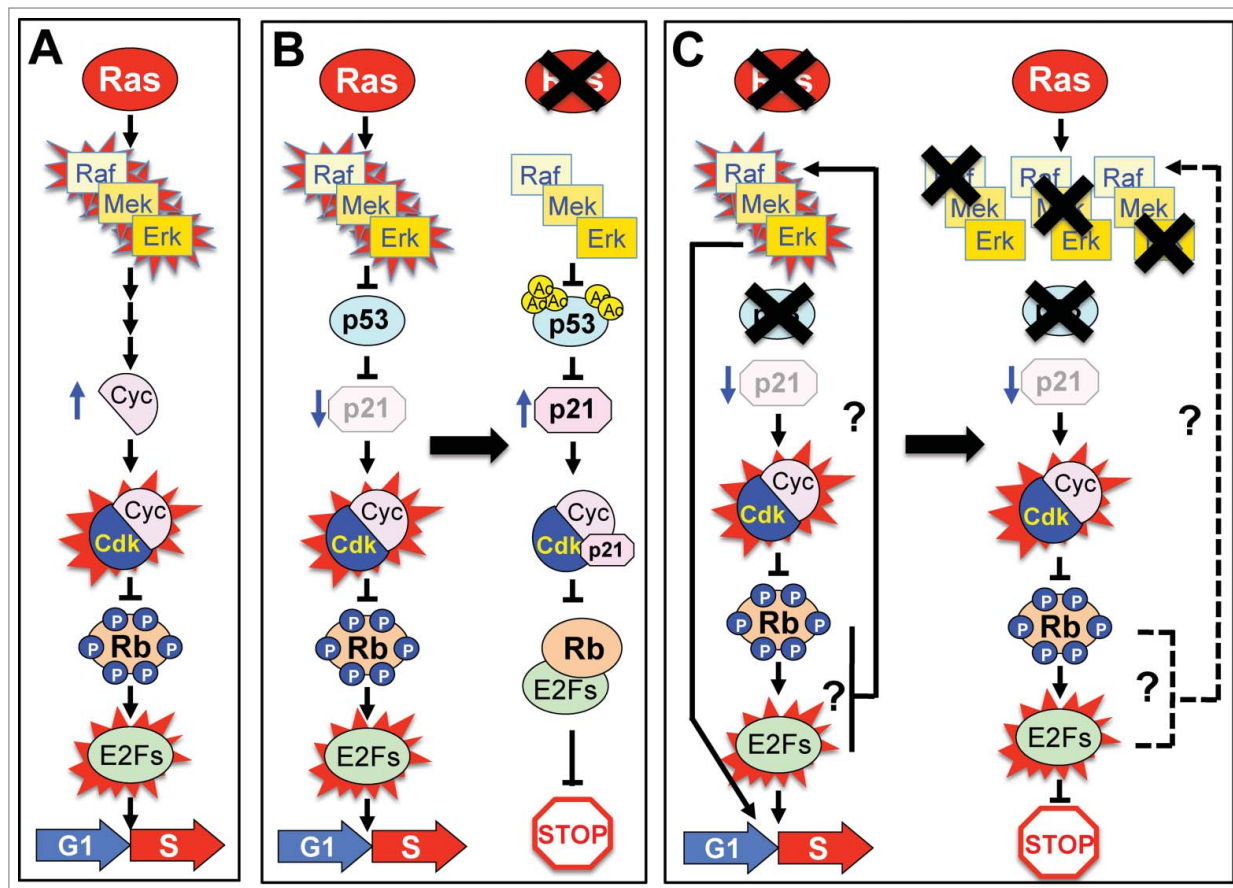 A
Ras
Raf
Mek
Erk
Cyc
Cyc
Cdk
P P
P Rb P
P P
E2Fs
G1 S
B
Ras
Raf
Mek
Erk
p53
p21
Cyc
Cdk
P P
P Rb P
P P
E2Fs
G1 S
Raf
Mek
Erk
Ac
Ac
Ac
Ac
Ac
p53
p21
Cyc
Cdk
p21
Rb
E2Fs
STOP
C
Raf
Mek
Erk
p21
?
Cyc
Cdk
P P
P Rb P
P P
?
E2Fs
G1 S
Ras
Raf Raf
Mek Mek
Erk Erk
p21
?
Cyc
Cdk
P P
P Rb P
P P
?
E2Fs
STOP